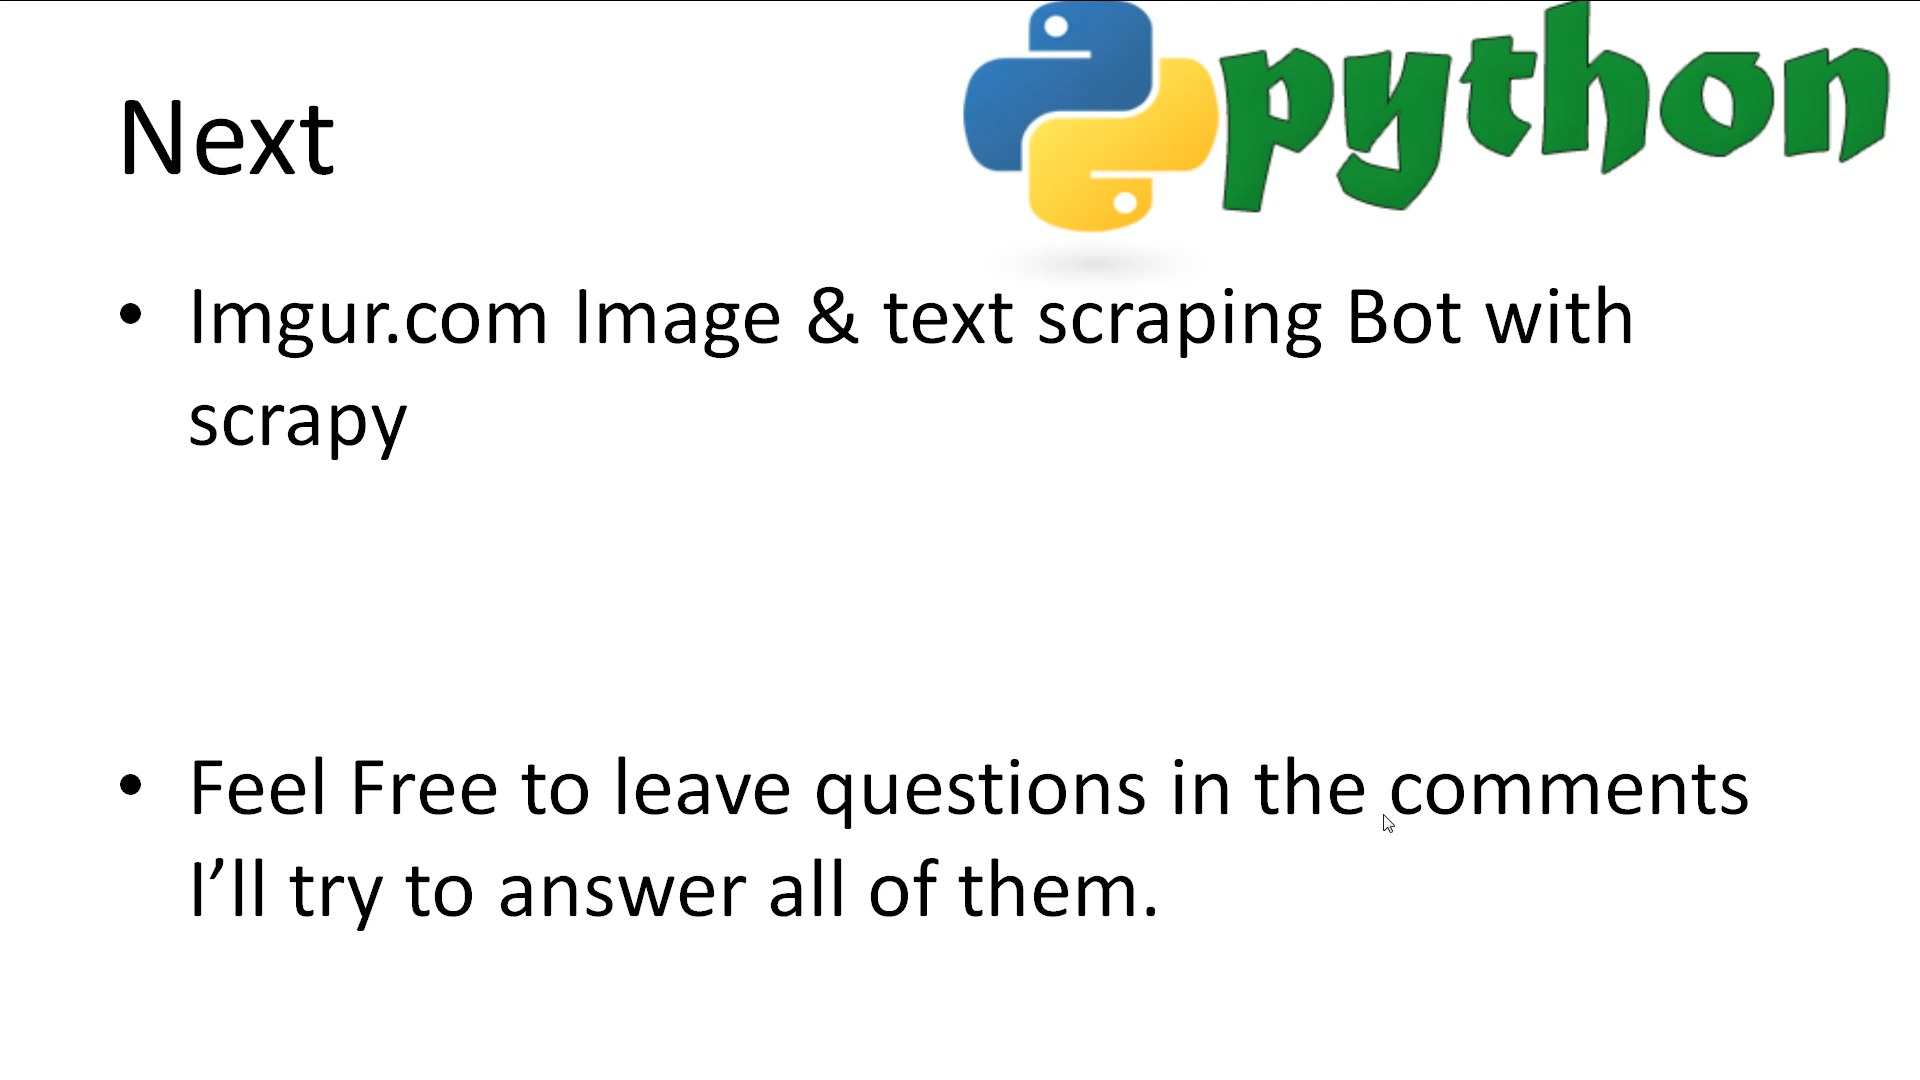 python
Next
• Imgur.com Image & text scraping Bot with
scrapy
• Feel Free to leave questions in the comments
I’ll try to answer all of them.